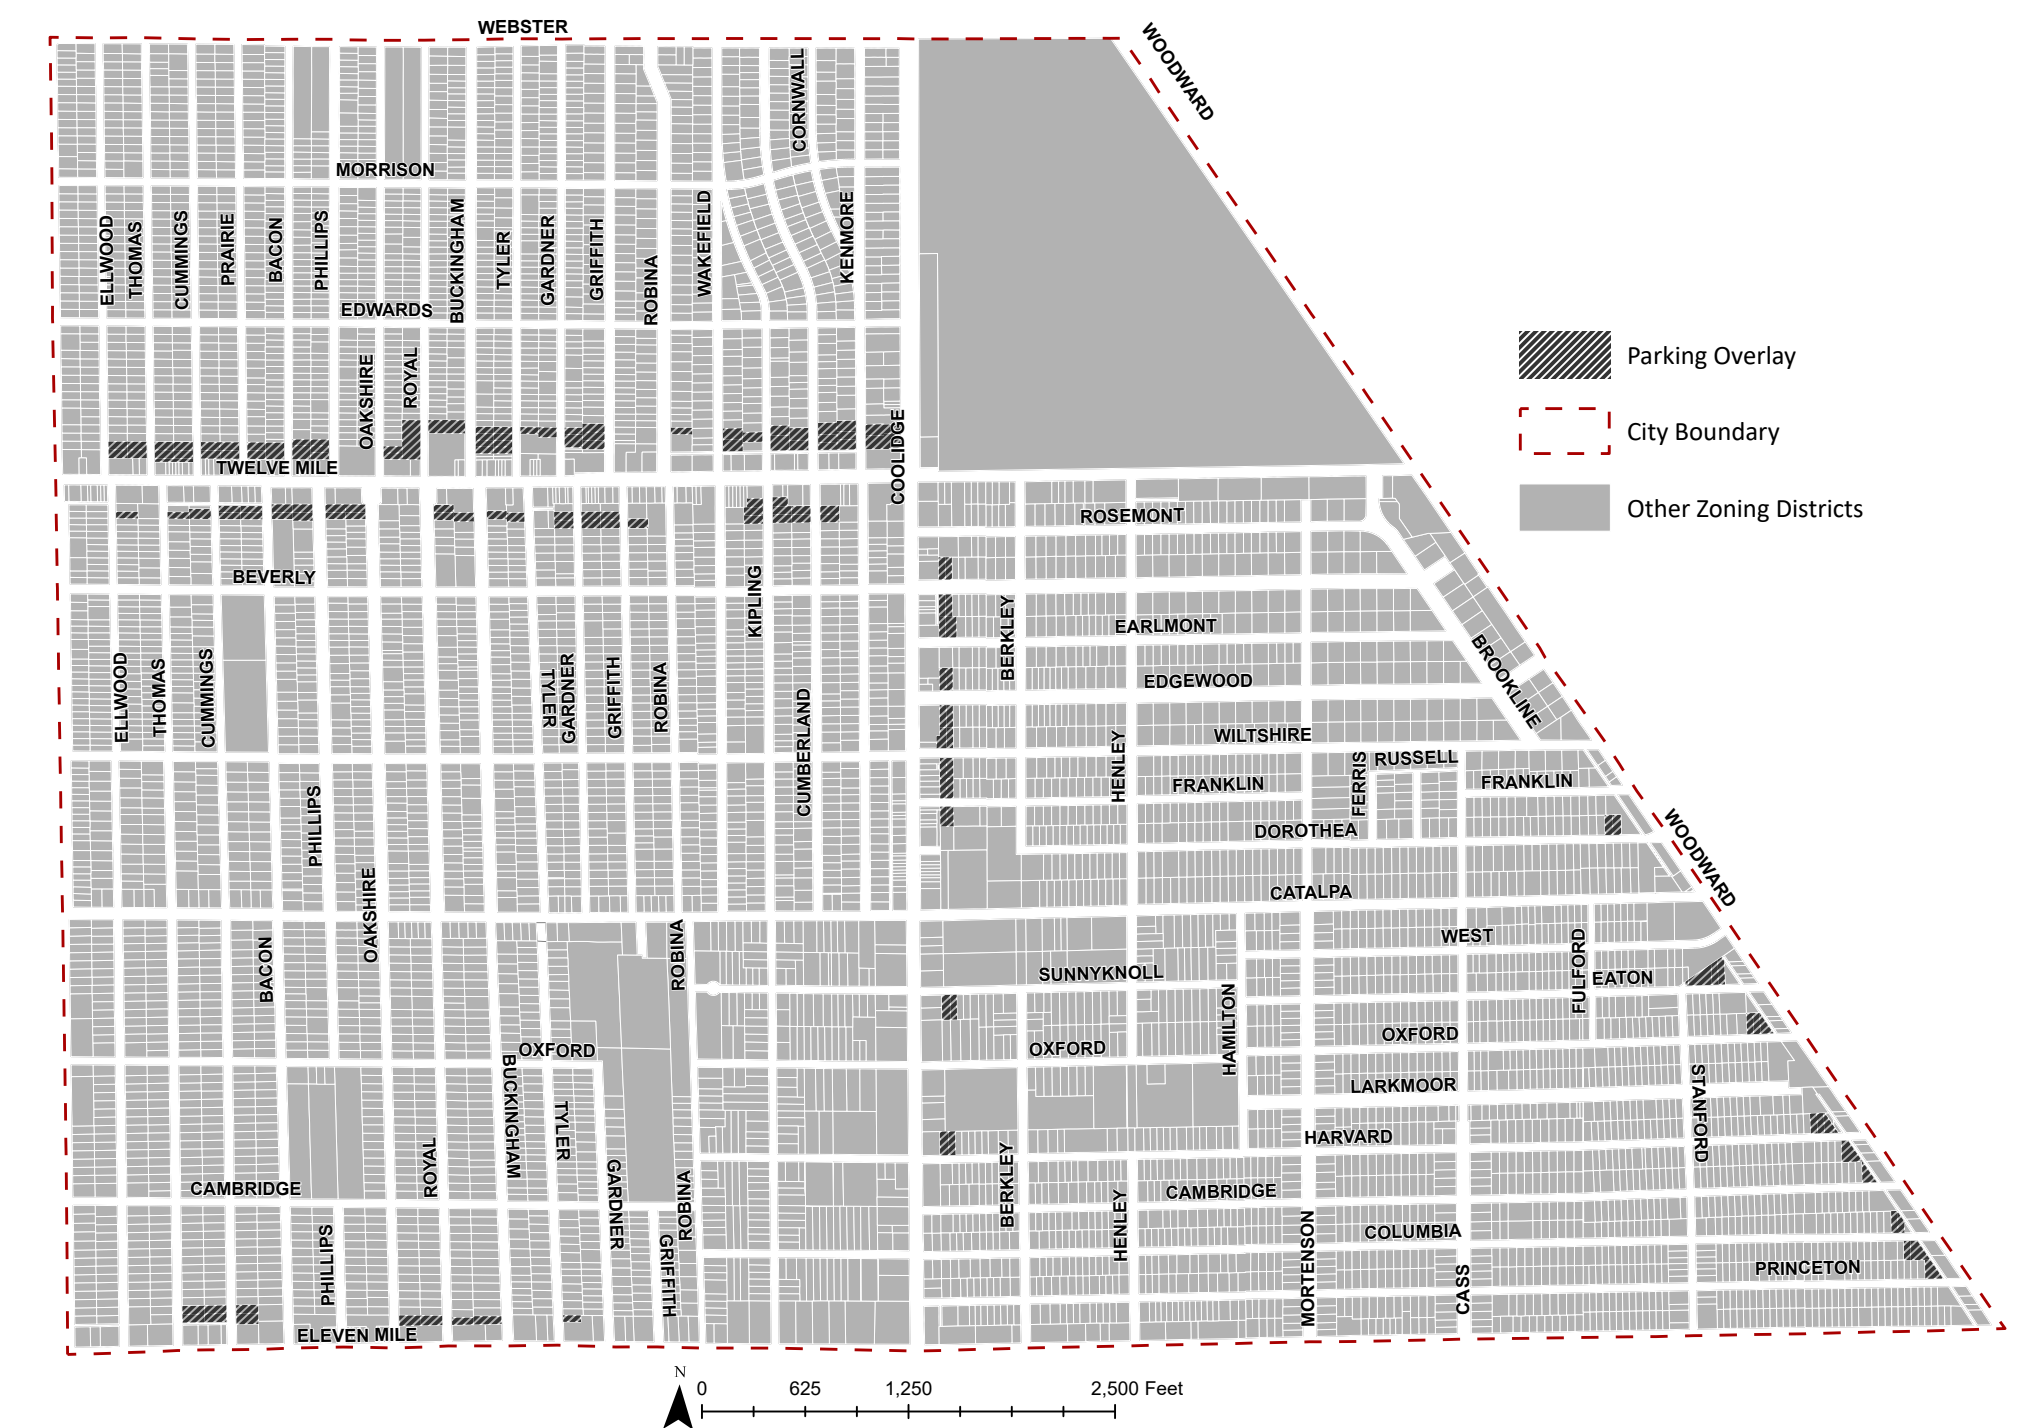 WEBSTER
WOODWARD
CORNWALL
MORRISON
ELLWOOD
THOMAS
CUMMINGS
PRAIRIE
BACON
PHILLIPS
BUCKINGHAM
TYLER
GARDNER
GRIFFITH
ROBINA
WAKEFIELD
KENMORE
EDWARDS
OAKSHIRE
ROYAL
COOLIDGE
TWELVE MILE
Parking Overlay
City Boundary
Other Zoning Districts
ROSEMONT
BEVERLY
KIPLING
BERKLEY
EARLMONT
EDGEWOOD
BROOKLINE
ELLWOOD
THOMAS
CUMMINGS
TYLER
GARDNER
GRIFFITH
ROBINA
CUMBERLAND
HENLEY
WILTSHIRE
FERRIS
RUSSELL
FRANKLIN
FRANKLIN
DOROTHEA
WOODWARD
PHILLIPS
OAKSHIRE
CATALPA
BACON
ROBINA
WEST
SUNNYKNOLL
FULFORD
EATON
HAMILTON
OXFORD
OXFORD
OXFORD
BUCKINGHAM
TYLER
LARKMOOR
STANFORD
HARVARD
ROYAL
GARDNER
ROBINA
BERKLEY
CAMBRIDGE
CAMBRIDGE
HENLEY
PHILLIPS
GRIFFITH
MORTENSON
COLUMBIA
CASS
PRINCETON
ELEVEN MILE
N
0 625 1,250 2,500 Feet